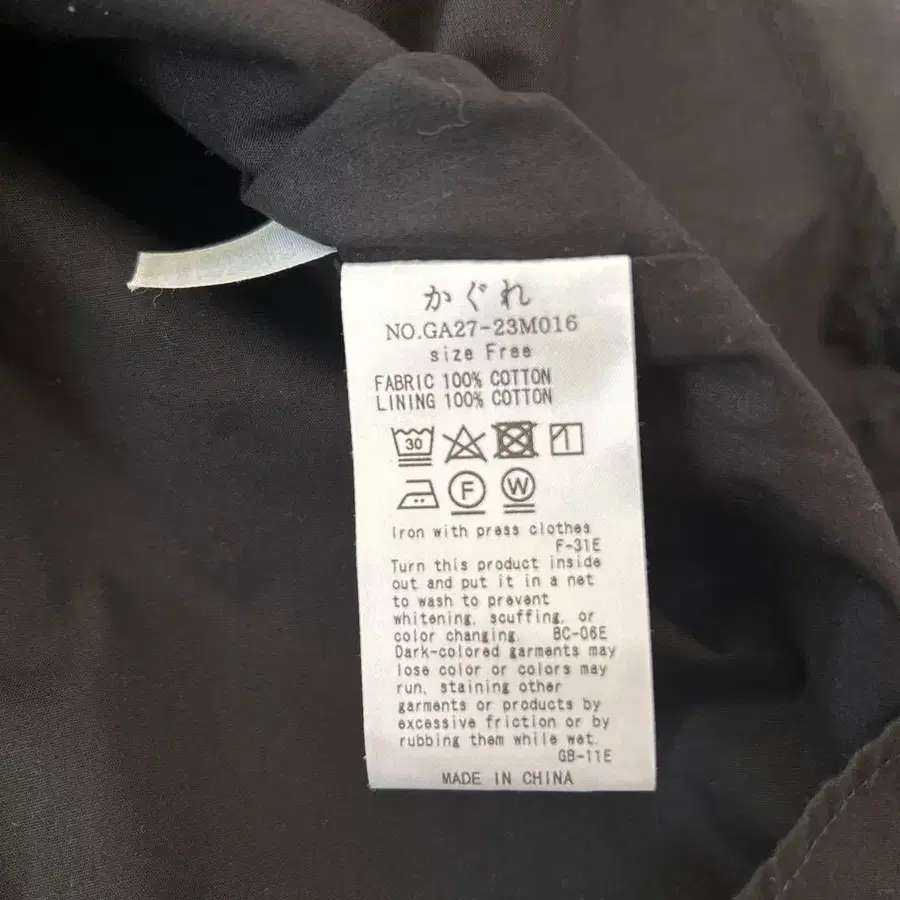 かぐれ
NO.GA27-23M016
size Free
FABRIC 100% COTTON
LINING 100% COTTON
30
F W
Iron with press clothes
F-31E
Turn this product inside
out and put it in a net
to wash to prevent
whitening, scuffing, or
color changing. BC-06E
Dark-colored garments may
lose color or colors may
run, staining other
garments or products by
excessive friction or by
rubbing them while wet.
GB-11E
MADE IN CHINA